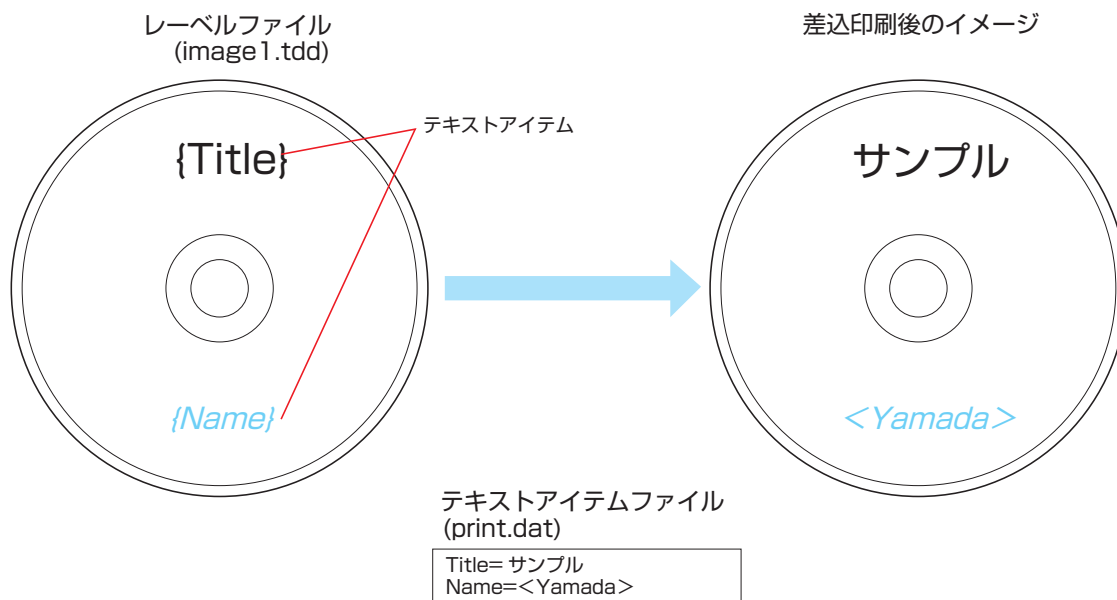 レーベルファイル
(image1.tdd)
差込印刷後のイメージ
テキストアイテム
{Title}
サンプル
{Name}
＜Yamada＞
テキストアイテムファイル
(print.dat)
Title= サンプル
Name=＜Yamada＞